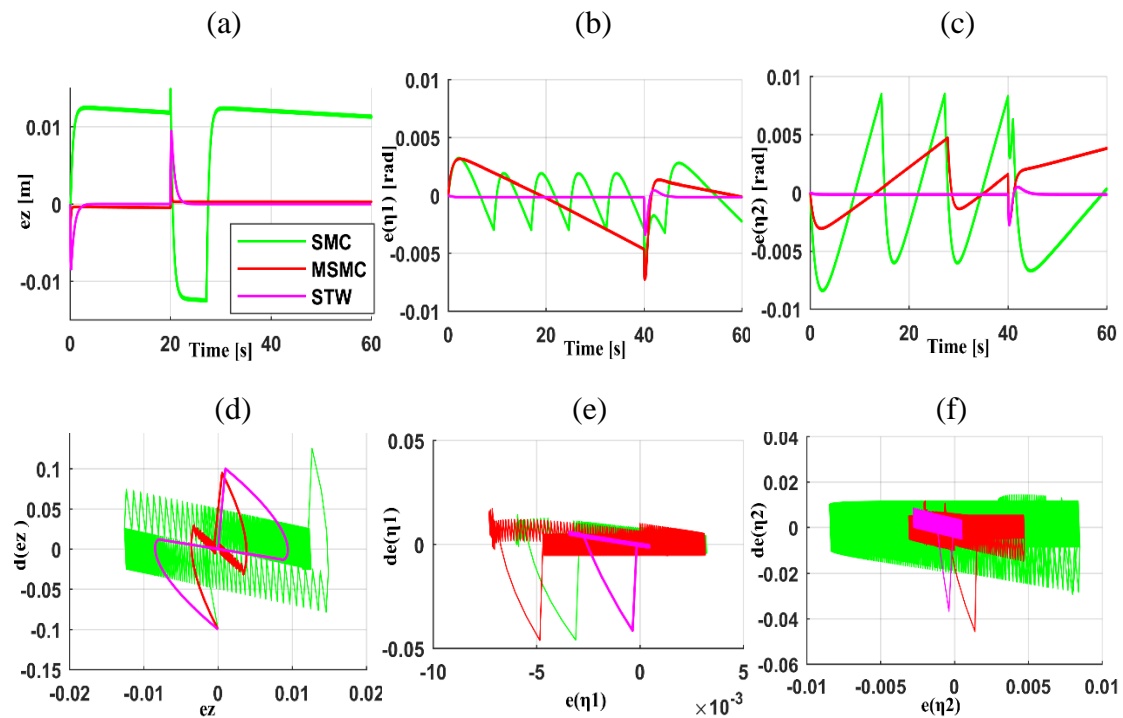 (a)
(b)
(c)
0.01
0
-0.01
ez [m]
SMC
MSMC
STW
0
20
40
60
Time [s]
0.01
0.005
0
-0.005
-0.01
e(η1) [rad]
0
20
40
60
Time [s]
0.01
0.005
0
-0.005
-0.01
e(η2) [rad]
0
20
40
60
Time [s]
(d)
(e)
(f)
0.1
0.05
0
-0.05
-0.1
-0.15
d(ez )
-0.02
-0.01
0
0.01
0.02
ez
0.05
0
-0.05
de(η1)
-10
-5
0
5
×10⁻³
e(η1)
0.04
0.02
0
-0.02
-0.04
-0.06
de(η2)
-0.01
-0.005
0
0.005
0.01
e(η2)